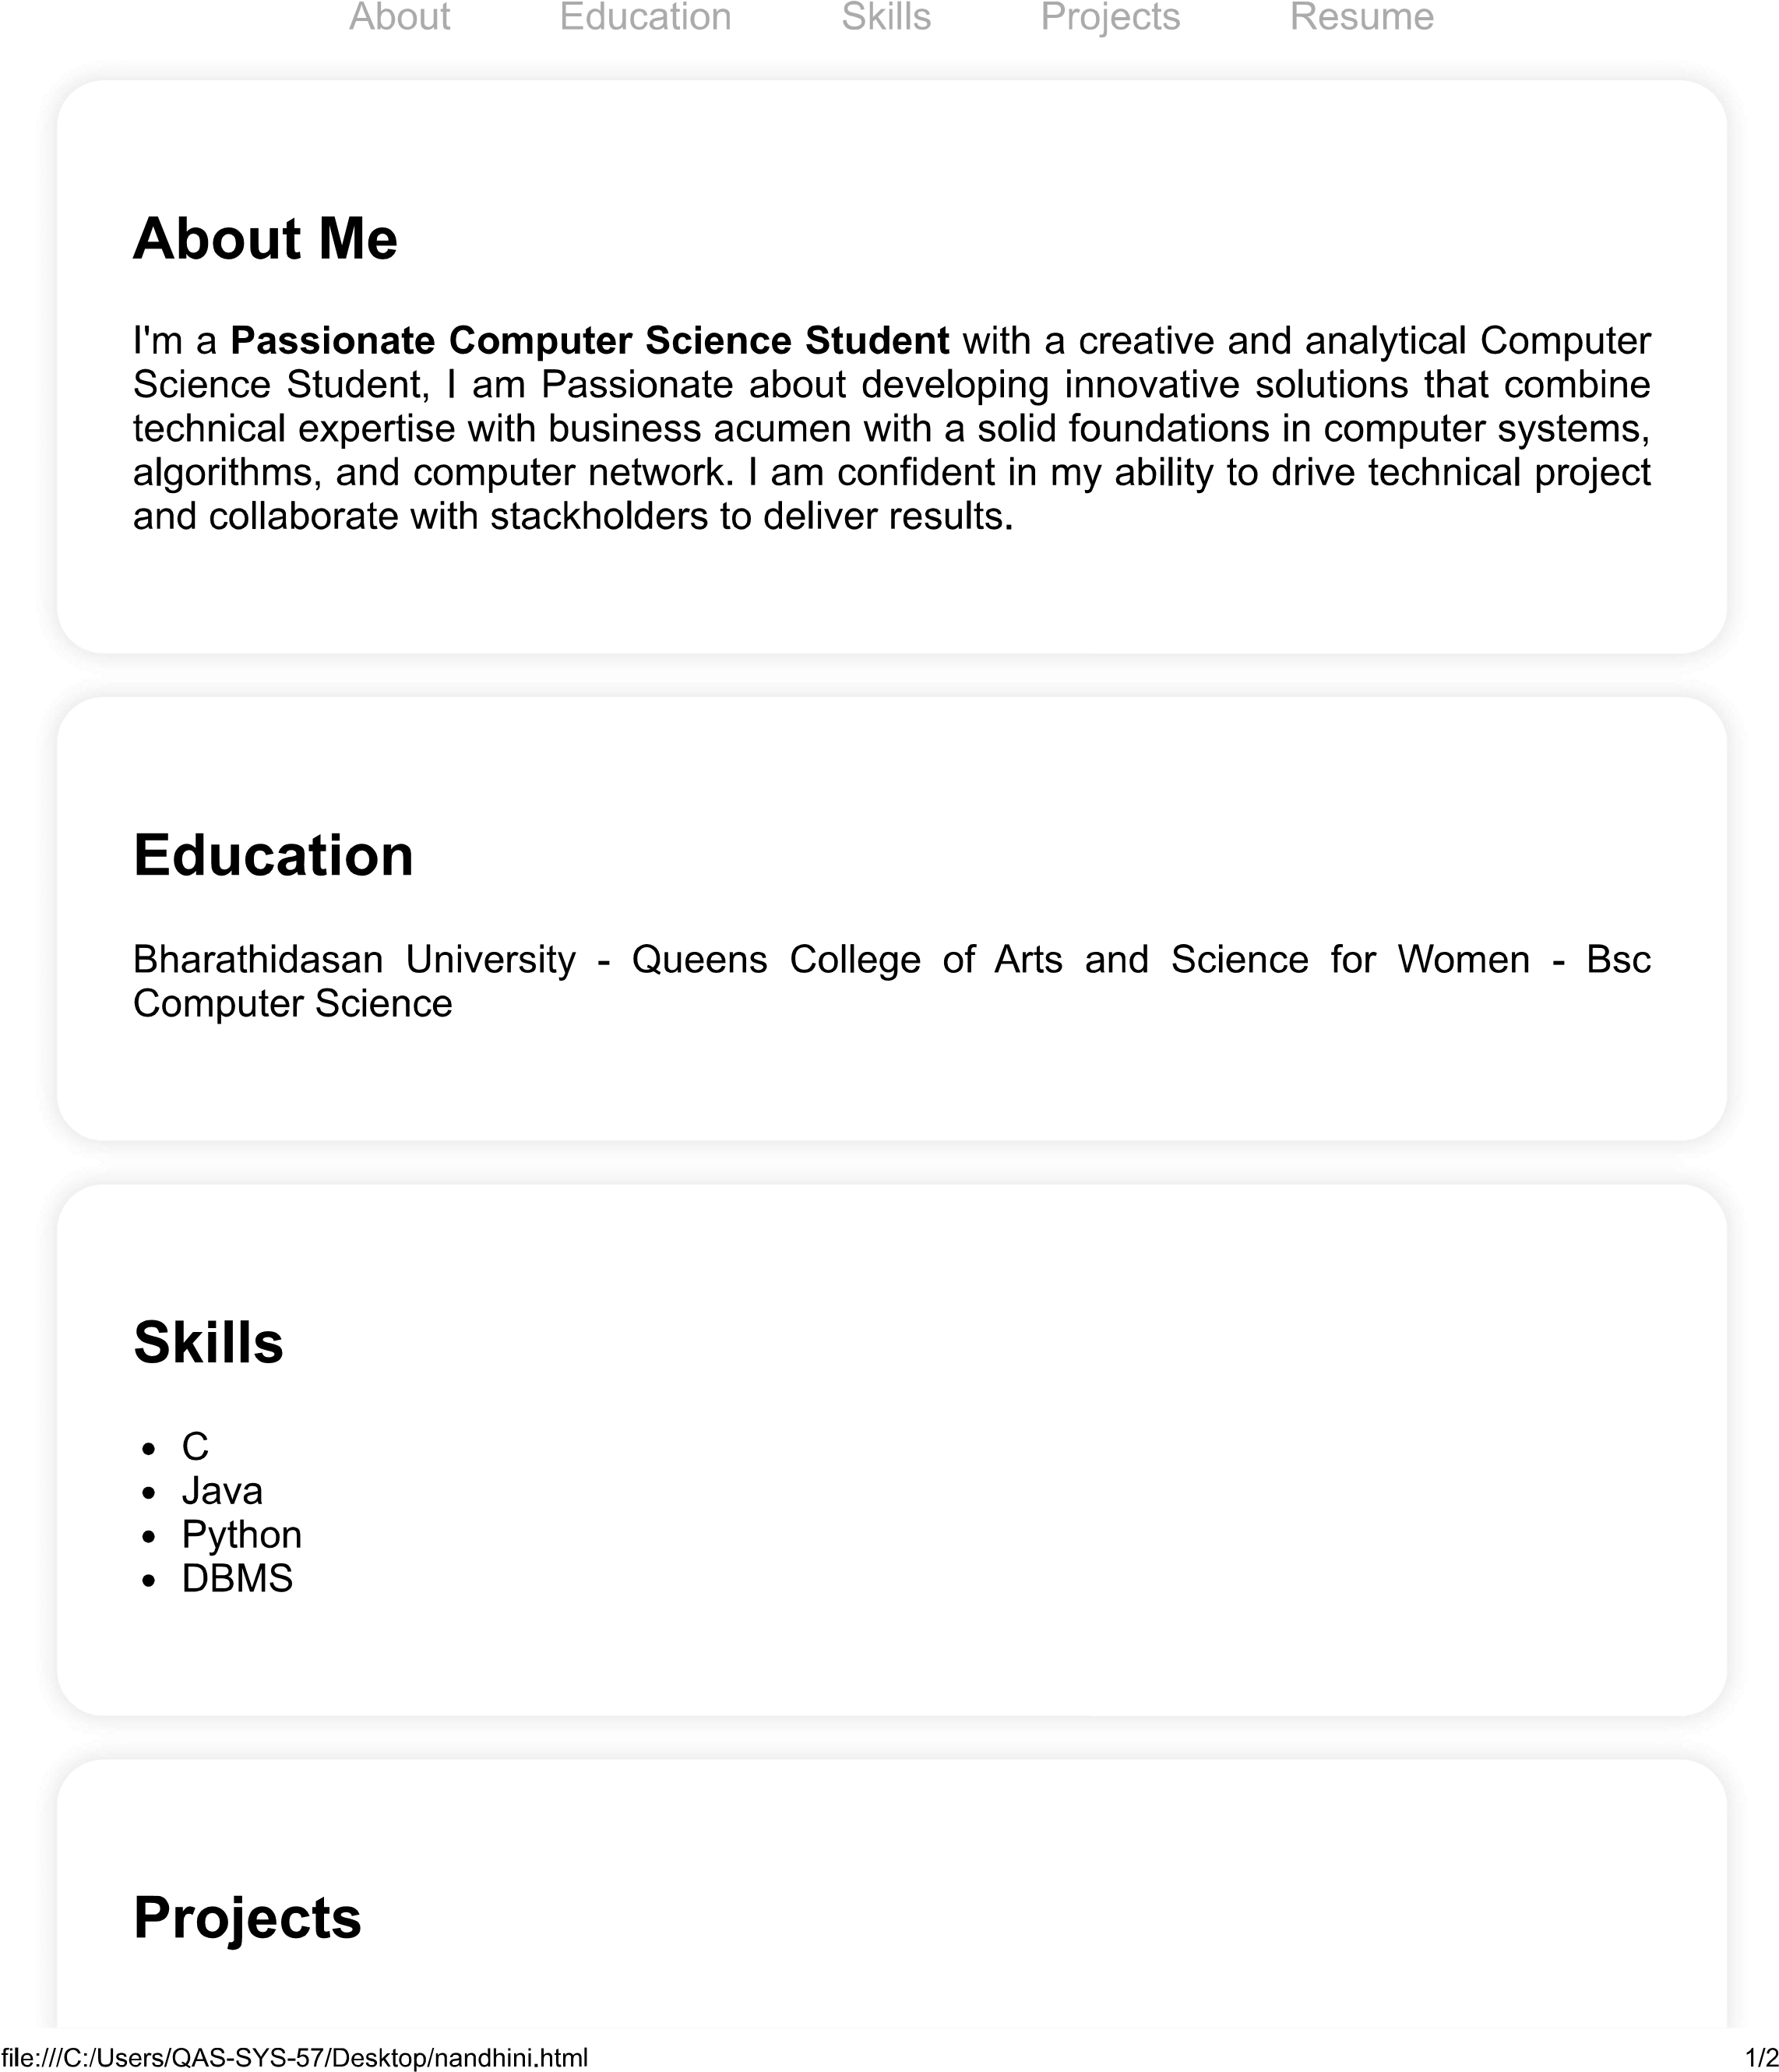 About Education Skills Projects Resume
About Me
I'm a Passionate Computer Science Student with a creative and analytical Computer
Science Student, I am Passionate about developing innovative solutions that combine
technical expertise with business acumen with a solid foundations in computer systems,
algorithms, and computer network. I am confident in my ability to drive technical project
and collaborate with stackholders to deliver results.
Education
Bharathidasan University - Queens College of Arts and Science for Women - Bsc
Computer Science
Skills
• C
• Java
• Python
• DBMS
Projects
file:///C:/Users/QAS-SYS-57/Desktop/nandhini.html 1/2